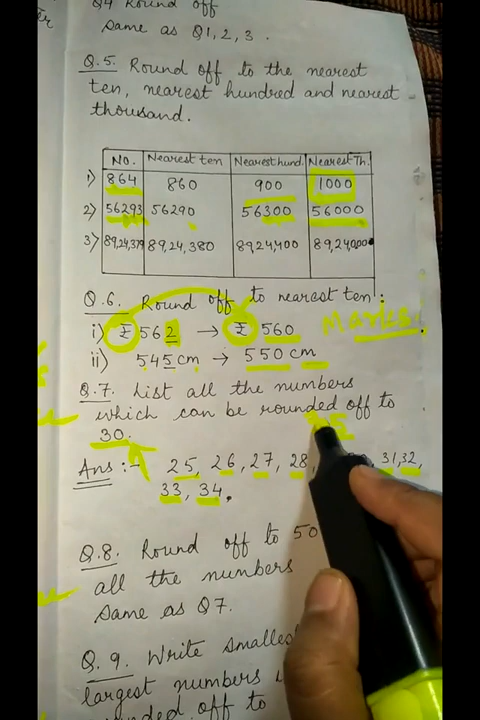 Q4 Round off
same as Q1, 2, 3.
Q.5. Round off to the nearest
ten, nearest hundred and nearest
thousand.
No. Nearest ten Nearest hund. Nearest Th.
1) 864 860 900 1000
2) 56293 56290 56300 56000
3) 89,24,379 89,24,380 89,24,400 89,24,000
Q.6. Round off to nearest ten:
i) ₹ 562 → ₹ 560 Marks
ii) 545 cm → 550 cm
Q.7. List all the numbers
which can be rounded off to
30.
Ans :- 25, 26, 27, 28, 31, 32,
33, 34.
Q.8. Round off to 50
all the numbers
same as Q7.
Q.9. Write smallest
largest numbers
off to